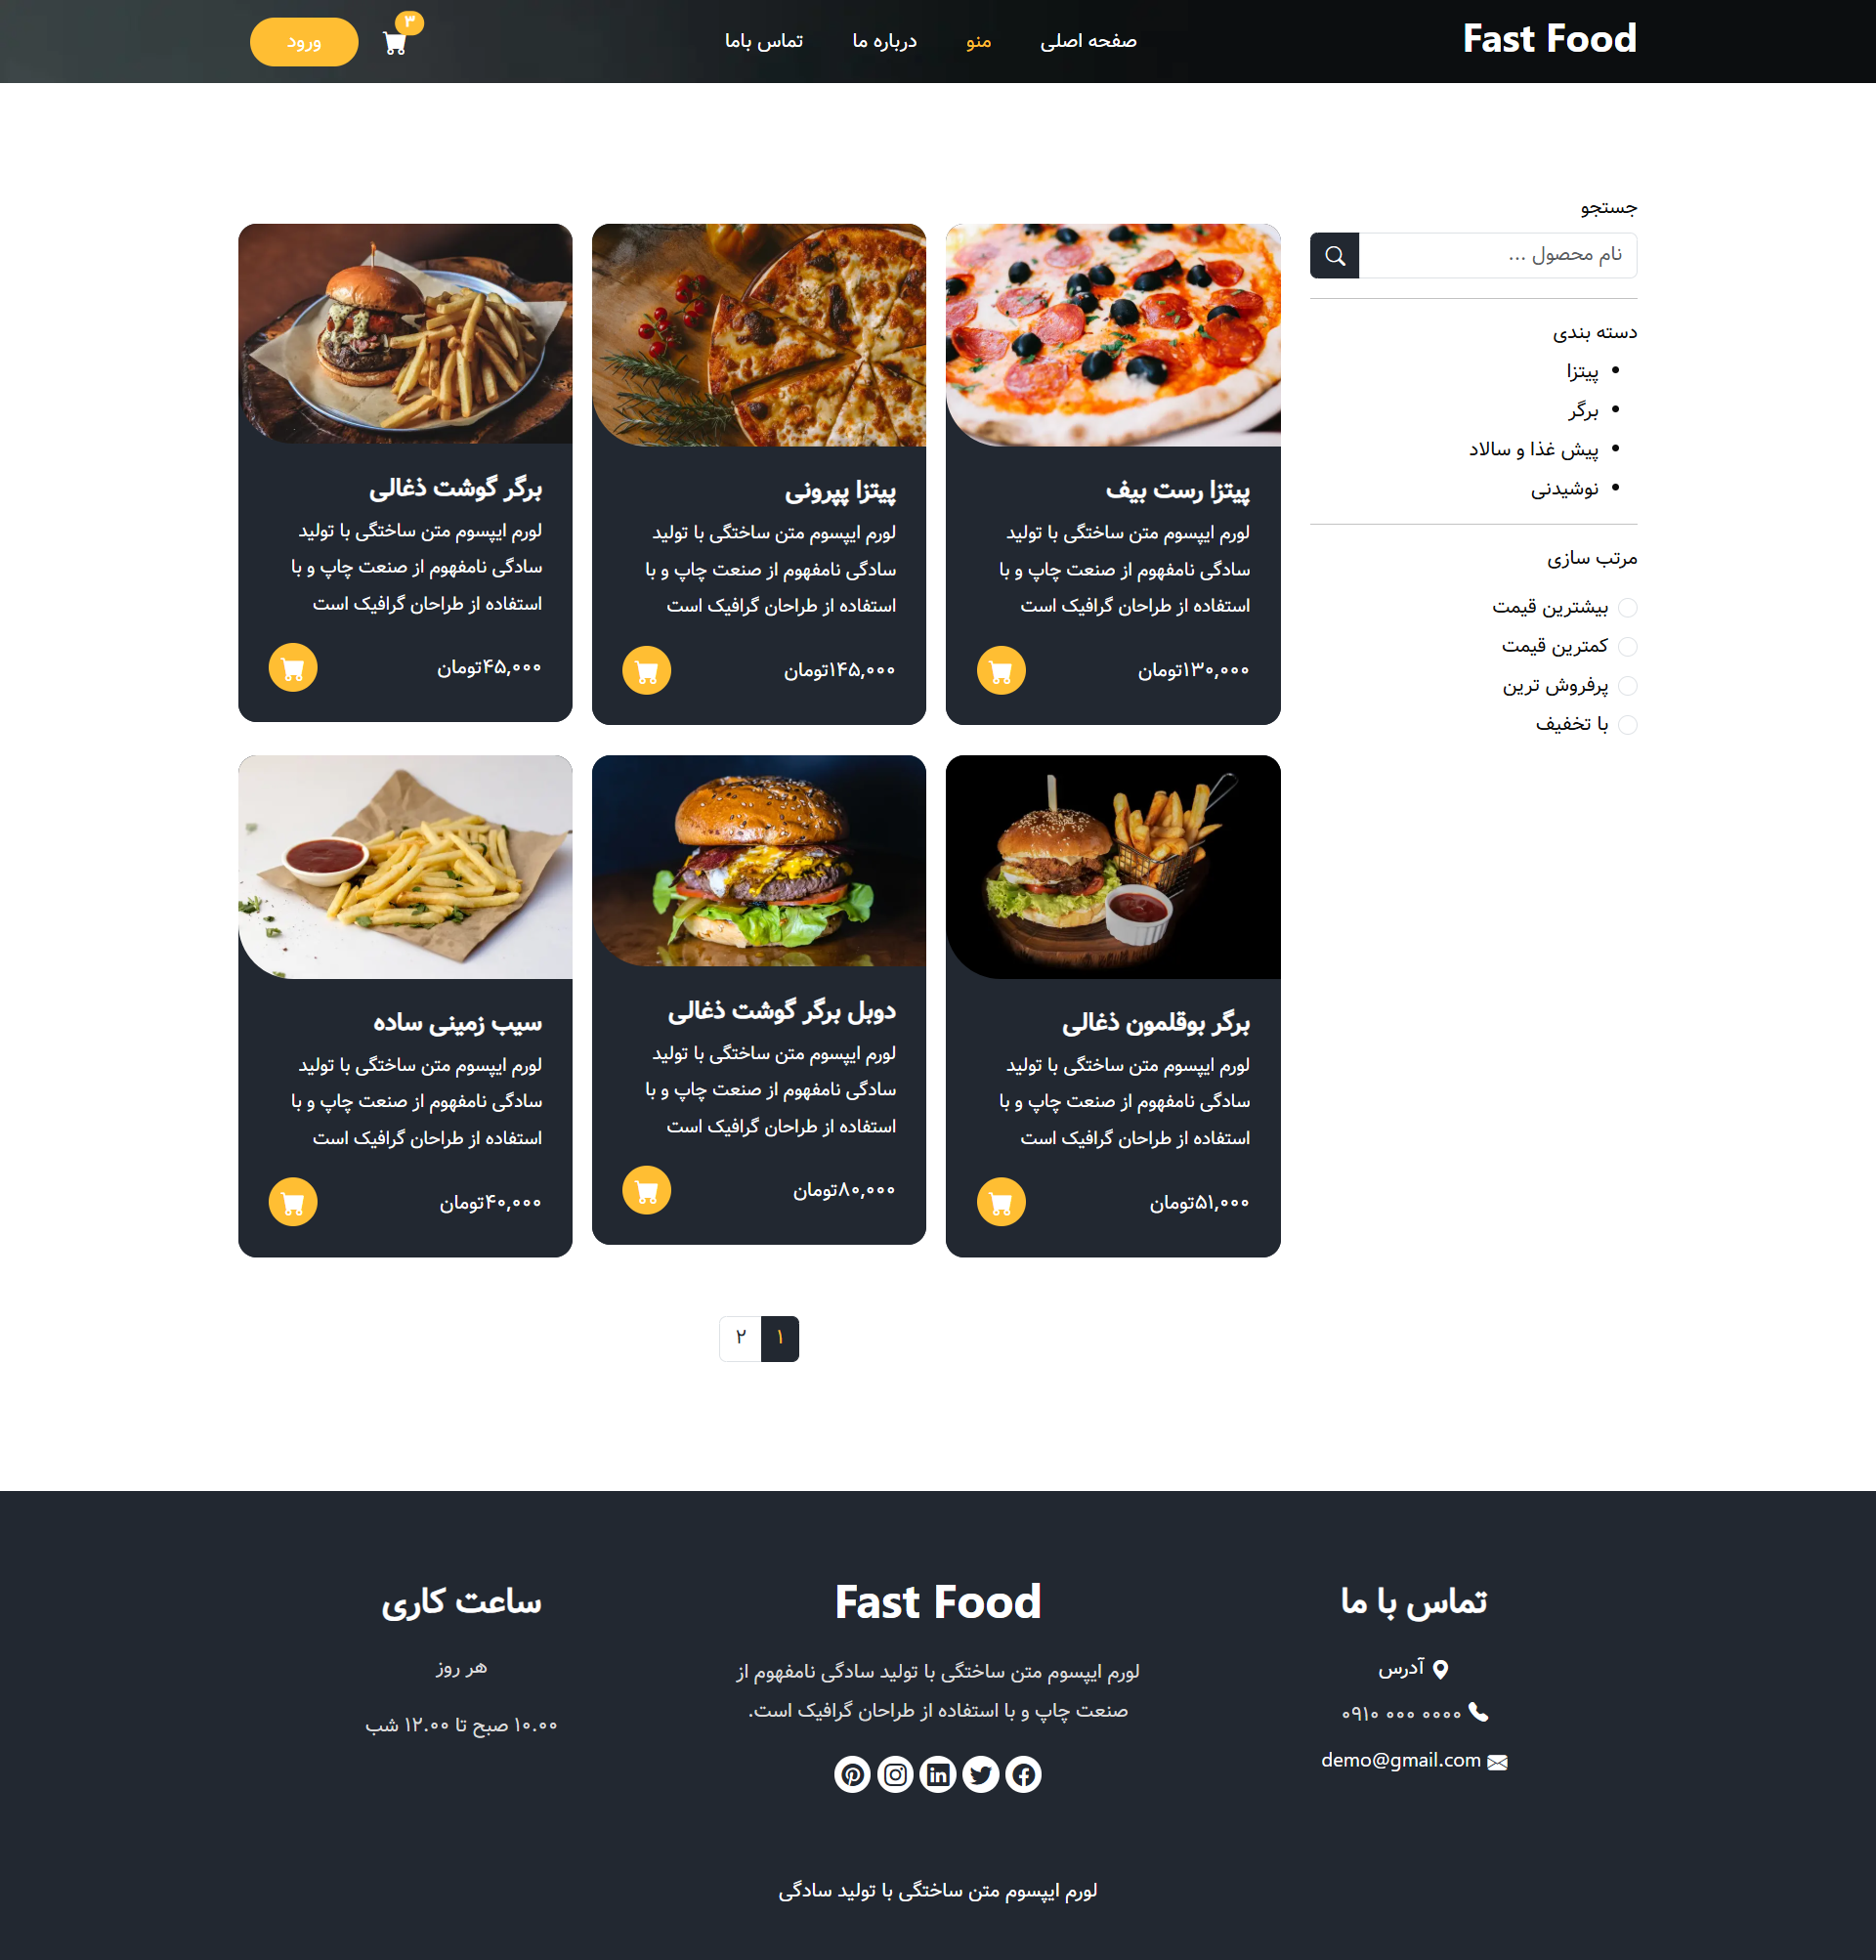 Fast Food
صفحه اصلی
منو
درباره ما
تماس باما
۳
ورود
جستجو
نام محصول ...
دسته بندی
پیتزا
برگر
پیش غذا و سالاد
نوشیدنی
مرتب سازی
بیشترین قیمت
کمترین قیمت
پرفروش ترین
با تخفیف
پیتزا رست بیف
لورم ایپسوم متن ساختگی با تولید
سادگی نامفهوم از صنعت چاپ و با
استفاده از طراحان گرافیک است
۱۳۰,۰۰۰تومان
پیتزا پپرونی
لورم ایپسوم متن ساختگی با تولید
سادگی نامفهوم از صنعت چاپ و با
استفاده از طراحان گرافیک است
۱۴۵,۰۰۰تومان
برگر گوشت ذغالی
لورم ایپسوم متن ساختگی با تولید
سادگی نامفهوم از صنعت چاپ و با
استفاده از طراحان گرافیک است
۴۵,۰۰۰تومان
برگر بوقلمون ذغالی
لورم ایپسوم متن ساختگی با تولید
سادگی نامفهوم از صنعت چاپ و با
استفاده از طراحان گرافیک است
۵۱,۰۰۰تومان
دوبل برگر گوشت ذغالی
لورم ایپسوم متن ساختگی با تولید
سادگی نامفهوم از صنعت چاپ و با
استفاده از طراحان گرافیک است
۸۰,۰۰۰تومان
سیب زمینی ساده
لورم ایپسوم متن ساختگی با تولید
سادگی نامفهوم از صنعت چاپ و با
استفاده از طراحان گرافیک است
۴۰,۰۰۰تومان
۱
۲
تماس با ما
آدرس
۰۹۱۰ ۰۰۰ ۰۰۰۰
demo@gmail.com
Fast Food
لورم ایپسوم متن ساختگی با تولید سادگی نامفهوم از
صنعت چاپ و با استفاده از طراحان گرافیک است.
ساعت کاری
هر روز
۱۰.۰۰ صبح تا ۱۲.۰۰ شب
لورم ایپسوم متن ساختگی با تولید سادگی